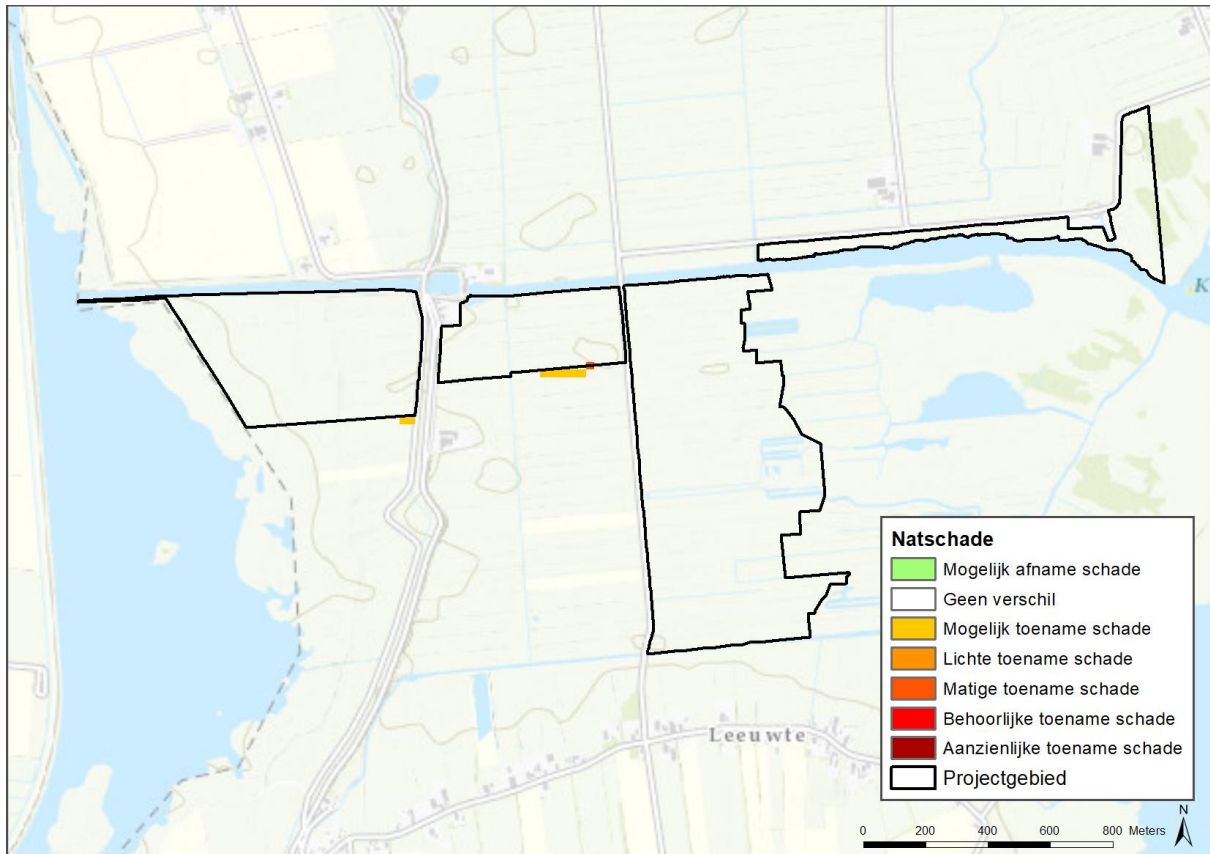 K
Leeuwte
Natschade
Mogelijk afname schade
Geen verschil
Mogelijk toename schade
Lichte toename schade
Matige toename schade
Behoorlijke toename schade
Aanzienlijke toename schade
Projectgebied
N
0 200 400 600 800 Meters